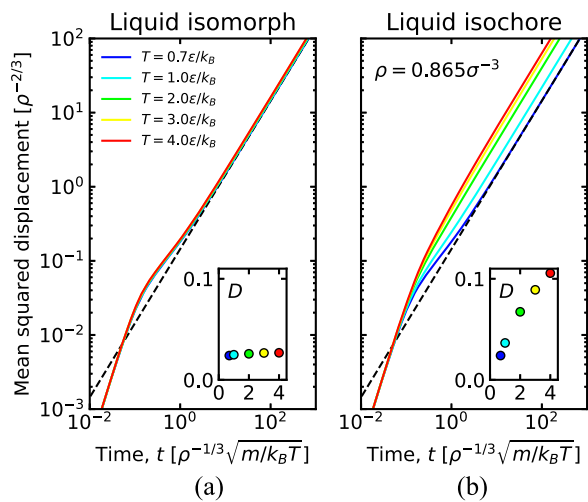 Liquid isomorph
Mean squared displacement [ρ^{-2/3}]
10^2
10^1
10^0
10^{-1}
10^{-2}
10^{-3}
T = 0.7ε/k_B
T = 1.0ε/k_B
T = 2.0ε/k_B
T = 3.0ε/k_B
T = 4.0ε/k_B
0.1
D
0.0
0 2 4
10^{-2} 10^0 10^2
Time, t [ρ^{-1/3}√m/k_BT]
(a)
Liquid isochore
ρ = 0.865σ^{-3}
0.1
D
0.0
0 2 4
10^{-2} 10^0 10^2
Time, t [ρ^{-1/3}√m/k_BT]
(b)